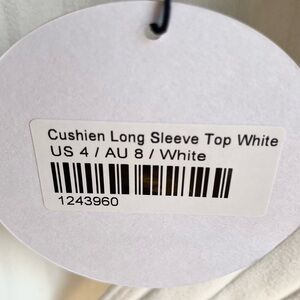 Cushien Long Sleeve Top White
US 4 / AU 8 / White
1243960